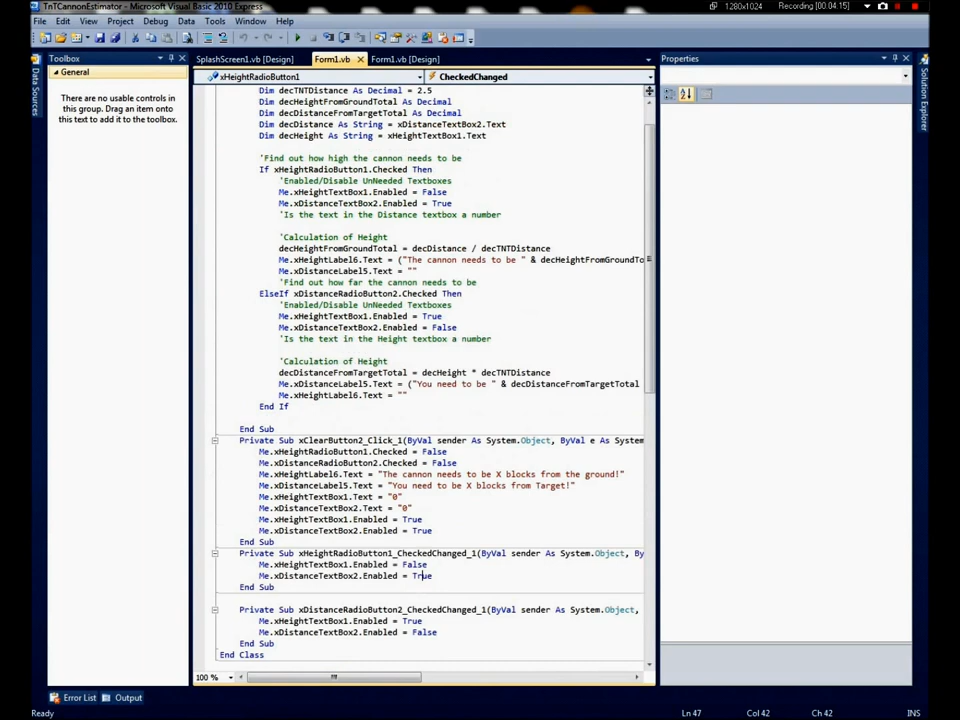 TnTCannonEstimator - Microsoft Visual Basic 2010 Express
1280x1024
Recording [00:04:15]
File Edit View Project Debug Data Tools Window Help
Toolbox
General
There are no usable controls in
this group. Drag an item onto
this text to add it to the toolbox.
Data Sources
SplashScreen1.vb [Design] Form1.vb Form1.vb [Design]
xHeightRadioButton1 CheckedChanged
Dim decTNTDistance As Decimal = 2.5
Dim decHeightFromGroundTotal As Decimal
Dim decDistanceFromTargetTotal As Decimal
Dim decDistance As String = xDistanceTextBox2.Text
Dim decHeight As String = xHeightTextBox1.Text
'Find out how high the cannon needs to be
If xHeightRadioButton1.Checked Then
'Enabled/Disable UnNeeded Textboxes
Me.xHeightTextBox1.Enabled = False
Me.xDistanceTextBox2.Enabled = True
'Is the text in the Distance textbox a number
'Calculation of Height
decHeightFromGroundTotal = decDistance / decTNTDistance
Me.xHeightLabel6.Text = ("The cannon needs to be " & decHeightFromGroundTo
Me.xDistanceLabel5.Text = ""
'Find out how far the cannon needs to be
ElseIf xDistanceRadioButton2.Checked Then
'Enabled/Disable UnNeeded Textboxes
Me.xHeightTextBox1.Enabled = True
Me.xDistanceTextBox2.Enabled = False
'Is the text in the Height textbox a number
'Calculation of Height
decDistanceFromTargetTotal = decHeight * decTNTDistance
Me.xDistanceLabel5.Text = ("You need to be " & decDistanceFromTargetTotal
Me.xHeightLabel6.Text = ""
End If
End Sub
Private Sub xClearButton2_Click_1(ByVal sender As System.Object, ByVal e As System
Me.xHeightRadioButton1.Checked = False
Me.xDistanceRadioButton2.Checked = False
Me.xHeightLabel6.Text = "The cannon needs to be X blocks from the ground!"
Me.xDistanceLabel5.Text = "You need to be X blocks from Target!"
Me.xHeightTextBox1.Text = "0"
Me.xDistanceTextBox2.Text = "0"
Me.xHeightTextBox1.Enabled = True
Me.xDistanceTextBox2.Enabled = True
End Sub
Private Sub xHeightRadioButton1_CheckedChanged_1(ByVal sender As System.Object, By
Me.xHeightTextBox1.Enabled = False
Me.xDistanceTextBox2.Enabled = True
End Sub
Private Sub xDistanceRadioButton2_CheckedChanged_1(ByVal sender As System.Object,
Me.xHeightTextBox1.Enabled = True
Me.xDistanceTextBox2.Enabled = False
End Sub
End Class
100 %
Properties
Solution Explorer
Error List Output
Ready Ln 47 Col 42 Ch 42 INS